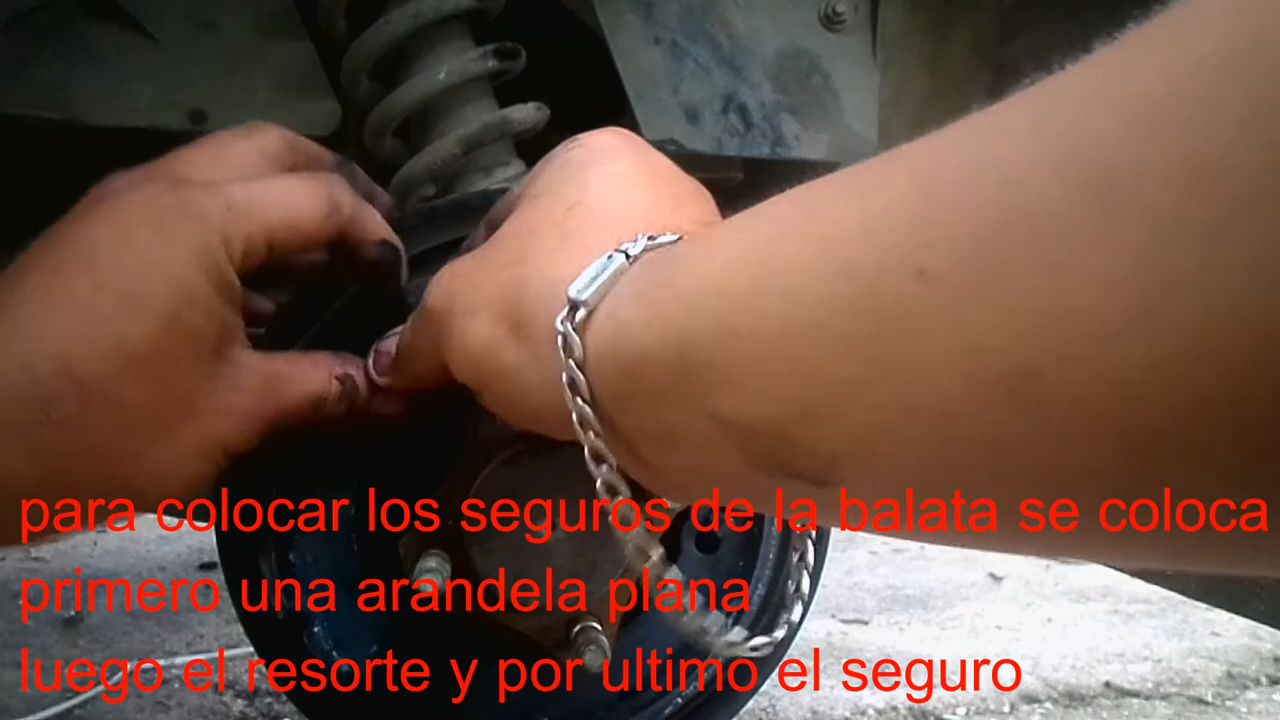 para colocar los seguros de la balata se coloca
primero una arandela plana
luego el resorte y por ultimo el seguro